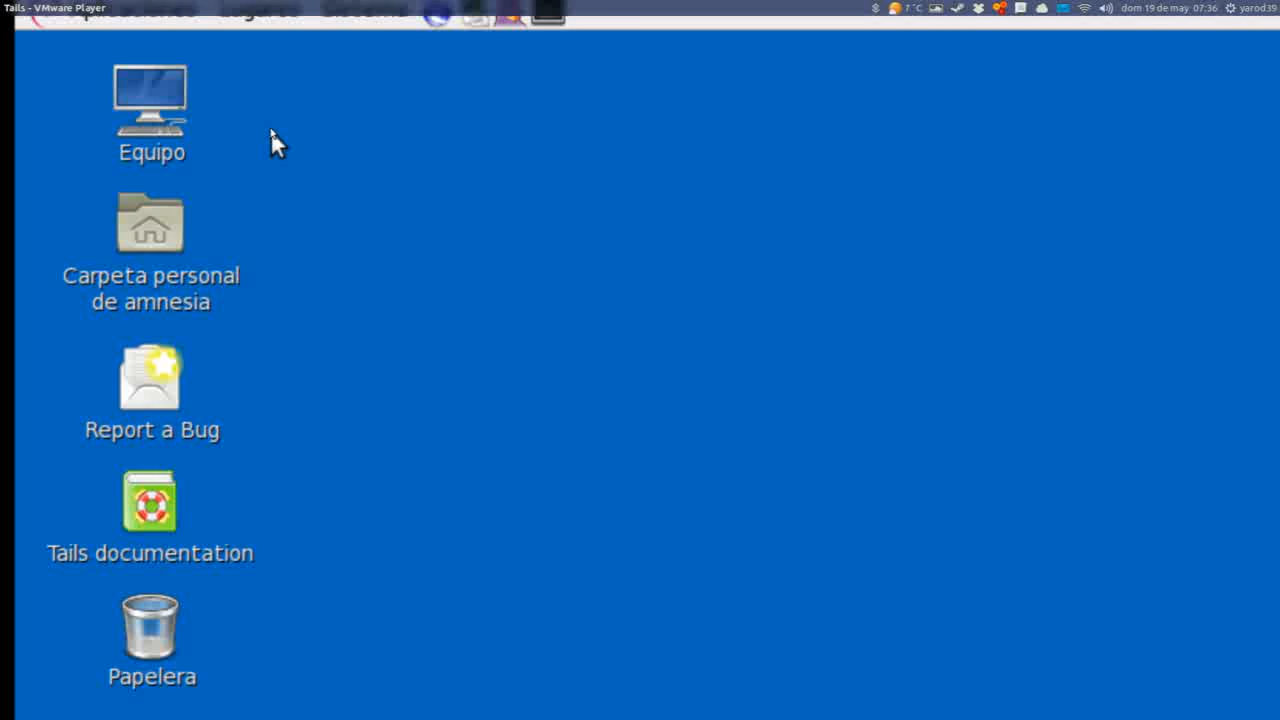 Tails - VMware Player
7°C
dom 19 de may 07:36
yarod39
Equipo
Carpeta personal
de amnesia
Report a Bug
Tails documentation
Papelera